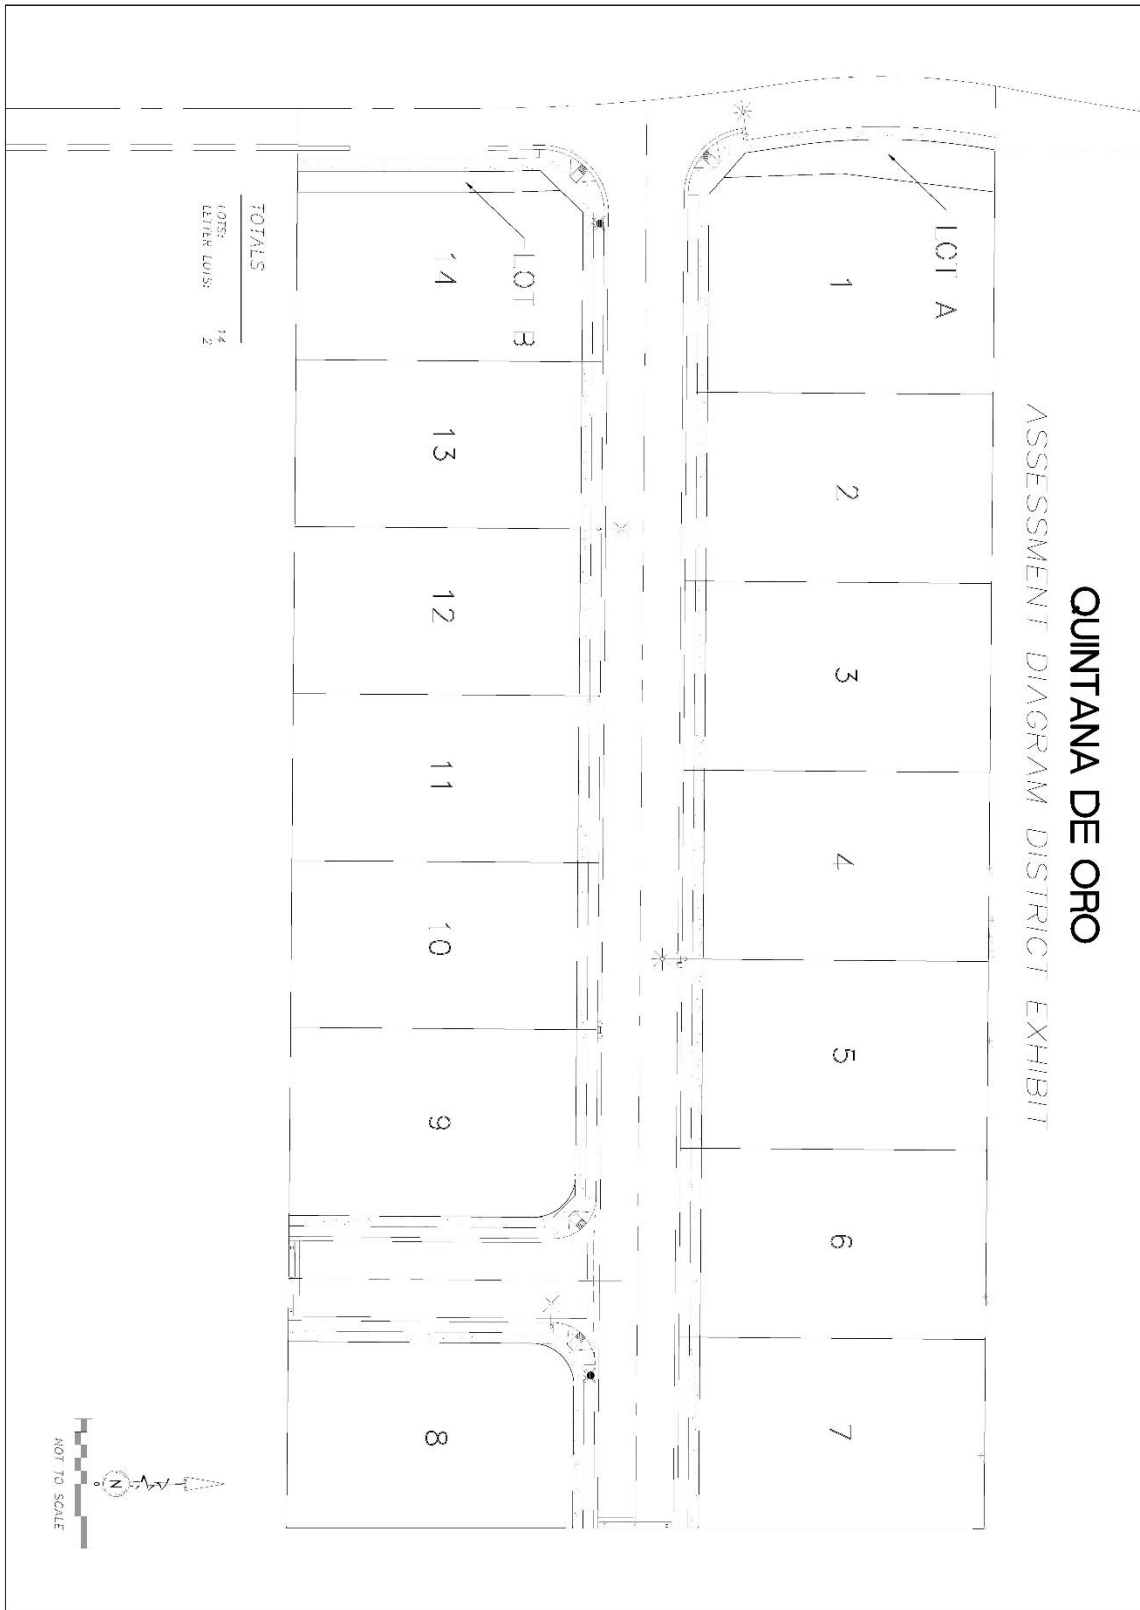 QUINTANA DE ORO
ASSESSMENT DIAGRAM DISTRICT EXHIBIT
LOT A
1
2
3
4
5
6
7
LOT B
14
13
12
11
10
9
8
TOTALS
LOTS: 14
LETTER LOTS: 2
N
0
NOT TO SCALE